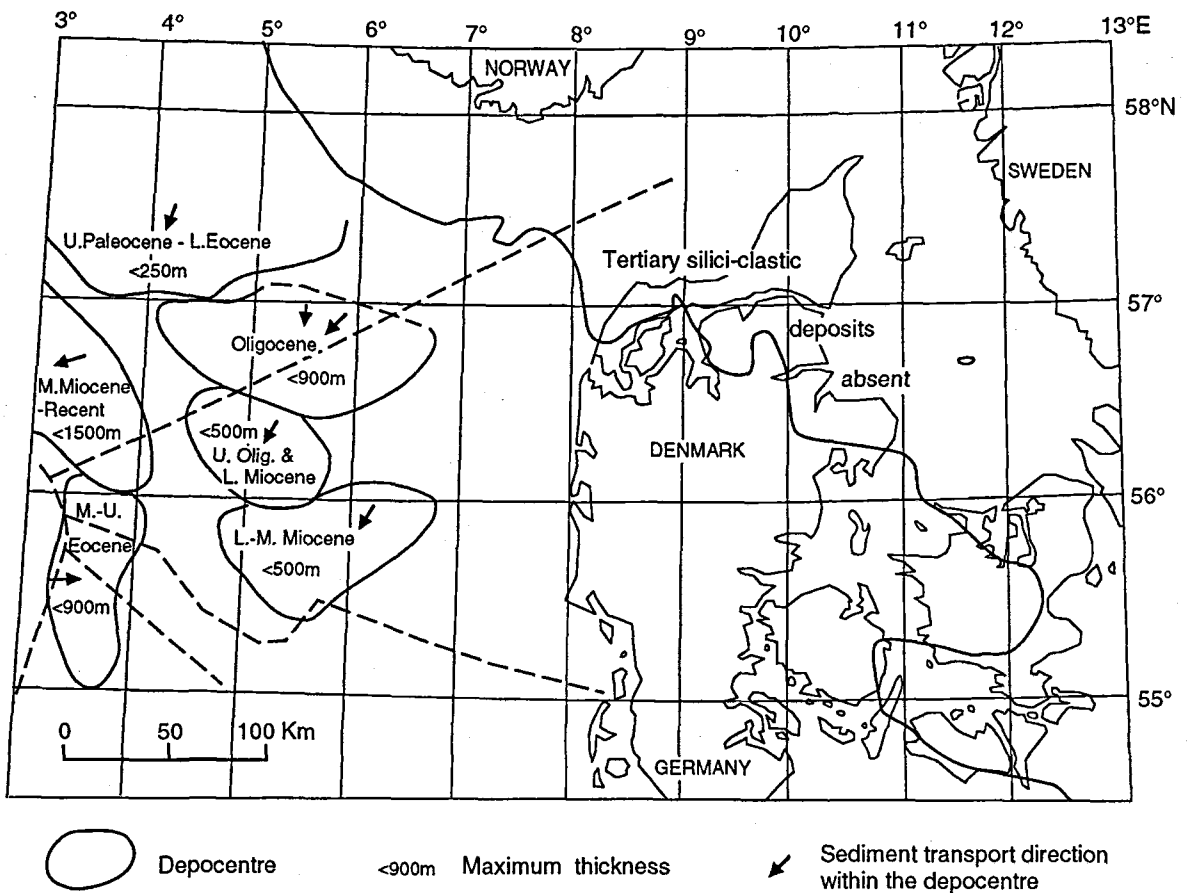 3° 4° 5° 6° 8° 9° 10° 11° 12° 13°E
NORWAY
58°N
SWEDEN
U.Paleocene - L.Eocene
<250m
Tertiary silici-clastic
57°
deposits
Oligocene
<900m
absent
M.Miocene
-Recent
<1500m
<500m
U. Olig. &
L. Miocene
DENMARK
56°
M.-U.
Eocene
<900m
L.-M. Miocene
<500m
55°
0 50 100 Km
GERMANY
Depocentre
<900m Maximum thickness
Sediment transport direction
within the depocentre